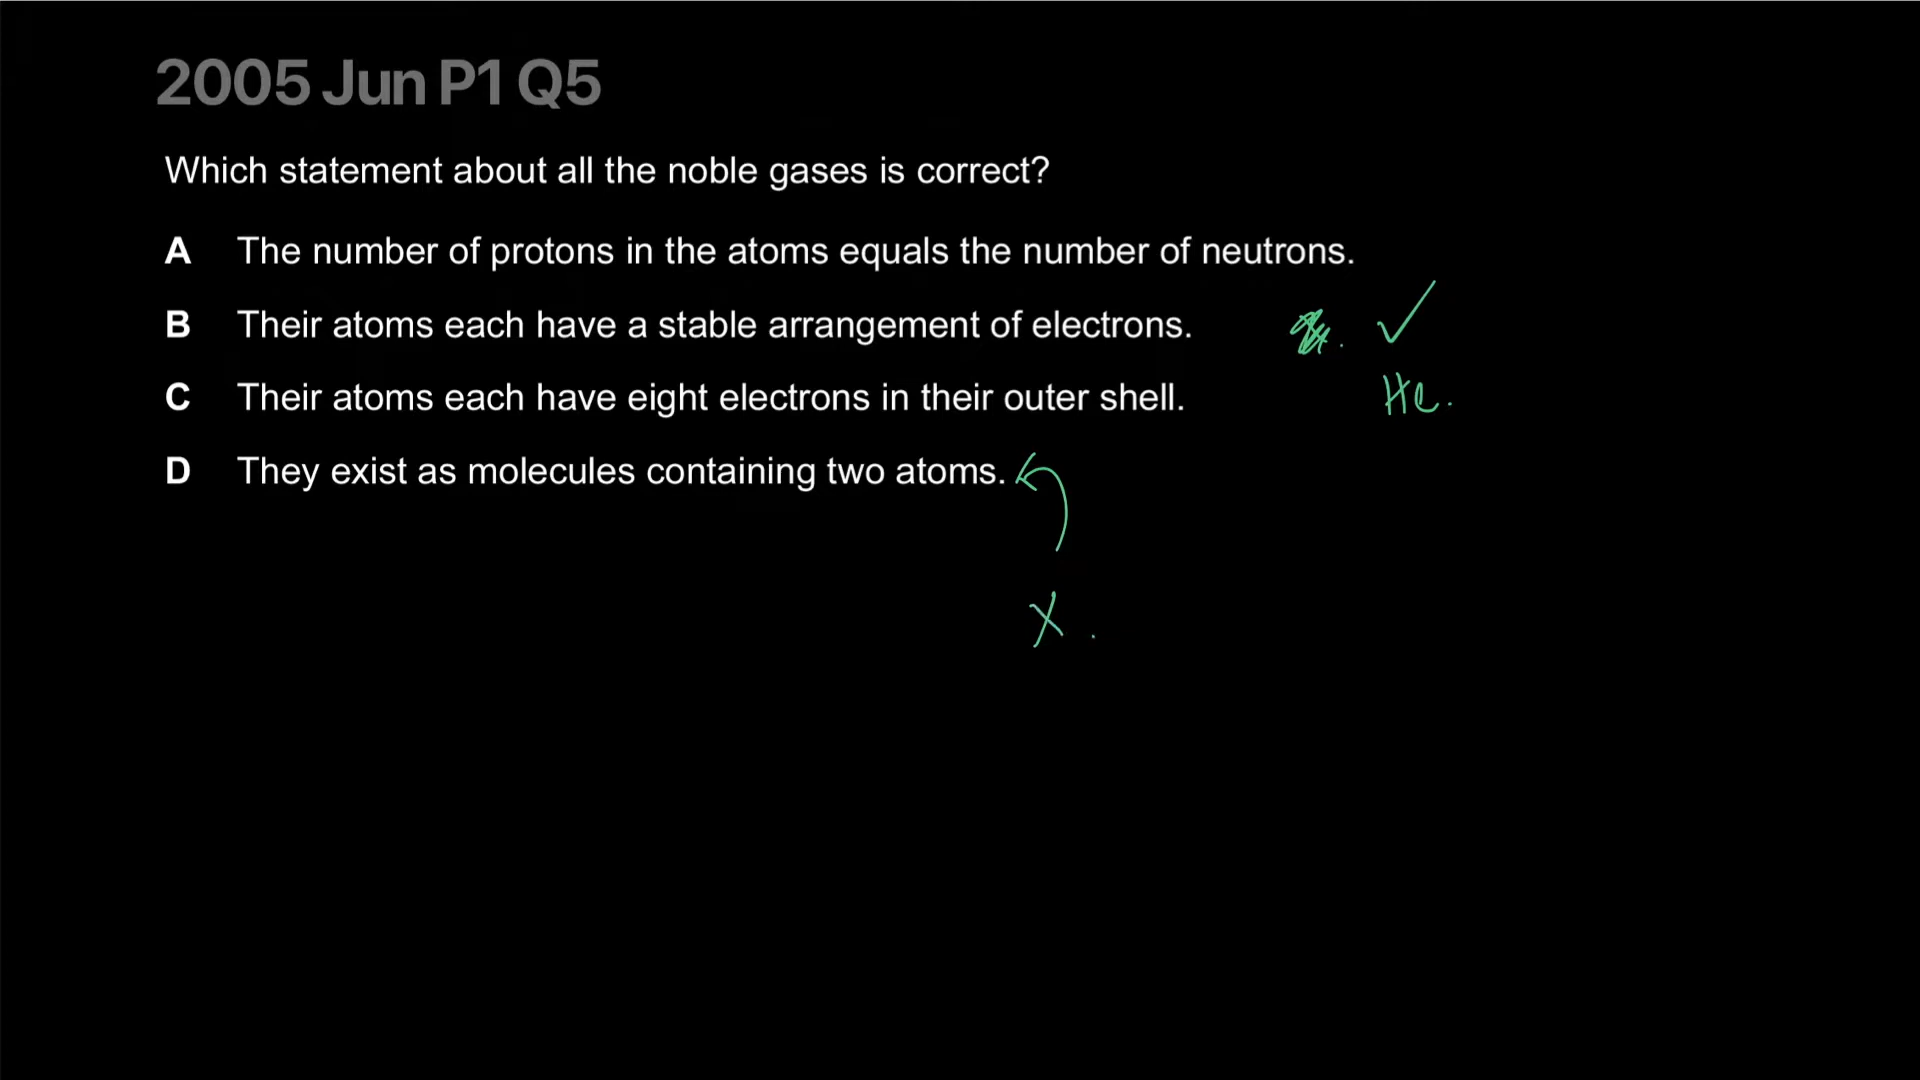 2005 Jun P1 Q5
Which statement about all the noble gases is correct?
A The number of protons in the atoms equals the number of neutrons.
B Their atoms each have a stable arrangement of electrons. ✓
C Their atoms each have eight electrons in their outer shell. He.
D They exist as molecules containing two atoms.
X .